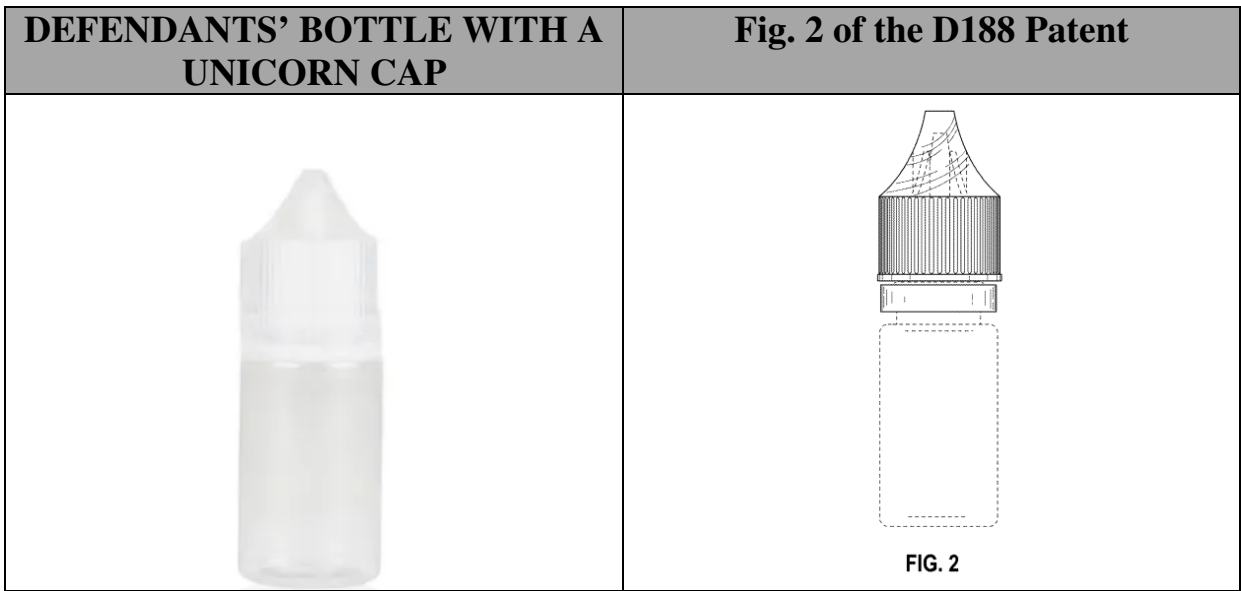 DEFENDANTS’ BOTTLE WITH A
UNICORN CAP
Fig. 2 of the D188 Patent
FIG. 2